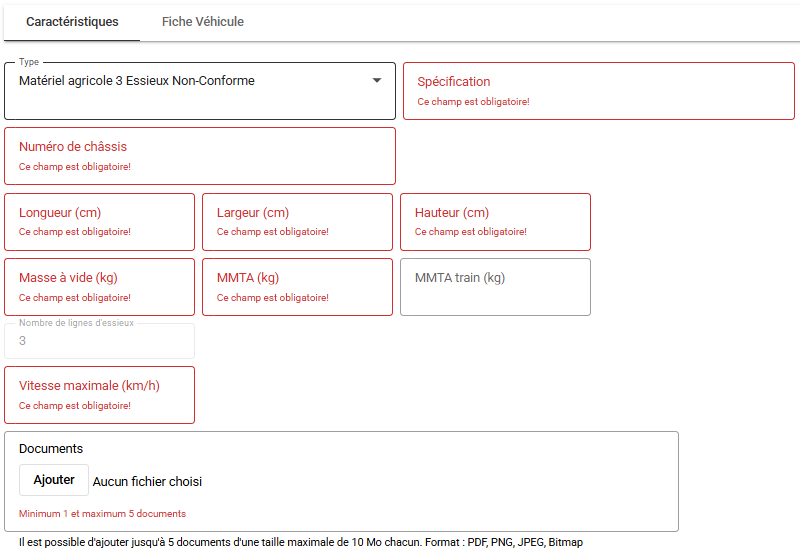 Caractéristiques Fiche Véhicule
Type
Matériel agricole 3 Essieux Non-Conforme
Spécification
Ce champ est obligatoire!
Numéro de châssis
Ce champ est obligatoire!
Longueur (cm) Largeur (cm) Hauteur (cm)
Ce champ est obligatoire! Ce champ est obligatoire! Ce champ est obligatoire!
Masse à vide (kg) MMTA (kg) MMTA train (kg)
Ce champ est obligatoire! Ce champ est obligatoire!
Nombre de lignes d'essieux
3
Vitesse maximale (km/h)
Ce champ est obligatoire!
Documents
Ajouter Aucun fichier choisi
Minimum 1 et maximum 5 documents
Il est possible d'ajouter jusqu'à 5 documents d'une taille maximale de 10 Mo chacun. Format : PDF, PNG, JPEG, Bitmap